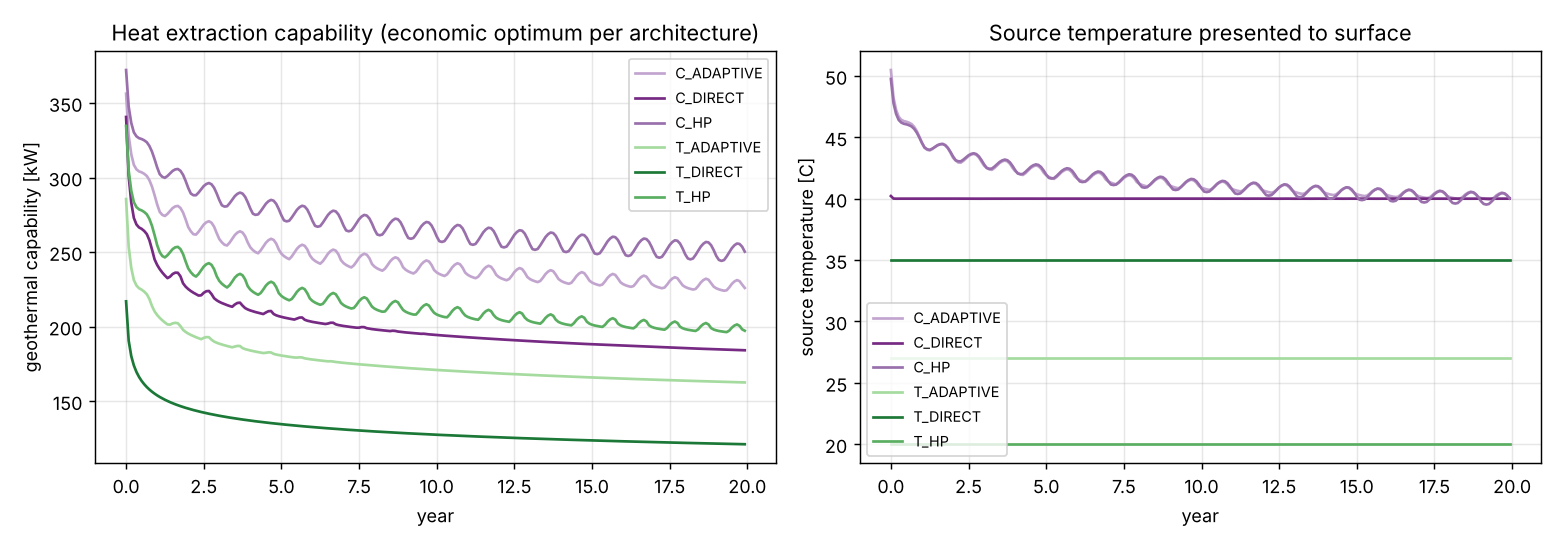 Heat extraction capability (economic optimum per architecture)
geothermal capability [kW]
350
300
250
200
150
C_ADAPTIVE
C_DIRECT
C_HP
T_ADAPTIVE
T_DIRECT
T_HP
0.0 2.5 5.0 7.5 10.0 12.5 15.0 17.5 20.0
year
Source temperature presented to surface
source temperature [C]
50
45
40
35
30
25
20
C_ADAPTIVE
C_DIRECT
C_HP
T_ADAPTIVE
T_DIRECT
T_HP
0.0 2.5 5.0 7.5 10.0 12.5 15.0 17.5 20.0
year